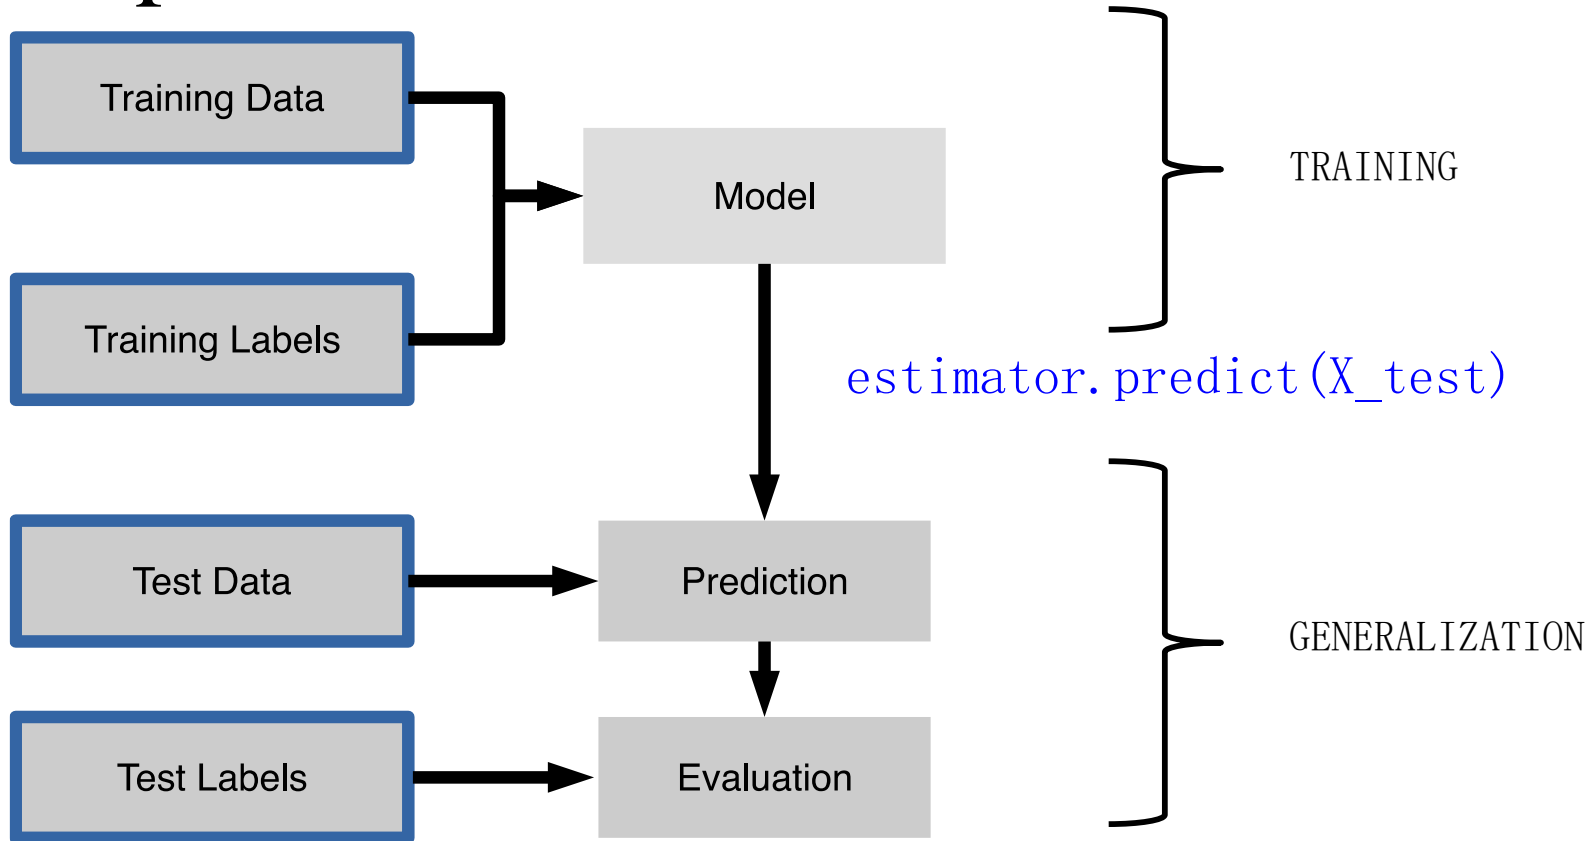 Training Data
Model
TRAINING
Training Labels
estimator.predict(X_test)
Test Data
Prediction
GENERALIZATION
Test Labels
Evaluation